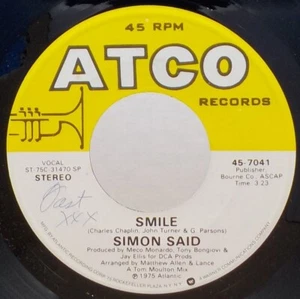 45 RPM
ATCO
RECORDS
VOCAL
ST-75C-31470 SP
STEREO
45-7041
Publisher
Bourne Co., ASCAP
Time: 3:23
SMILE
(Charles Chaplin, John Turner & G. Parsons)
SIMON SAID
Produced by Meco Monardo, Tony Bongiovi &
Jay Ellis for DCA Prods
Arranged by Matthew Allen & Lance
A Tom Moulton Mix
℗ 1975 Atlantic